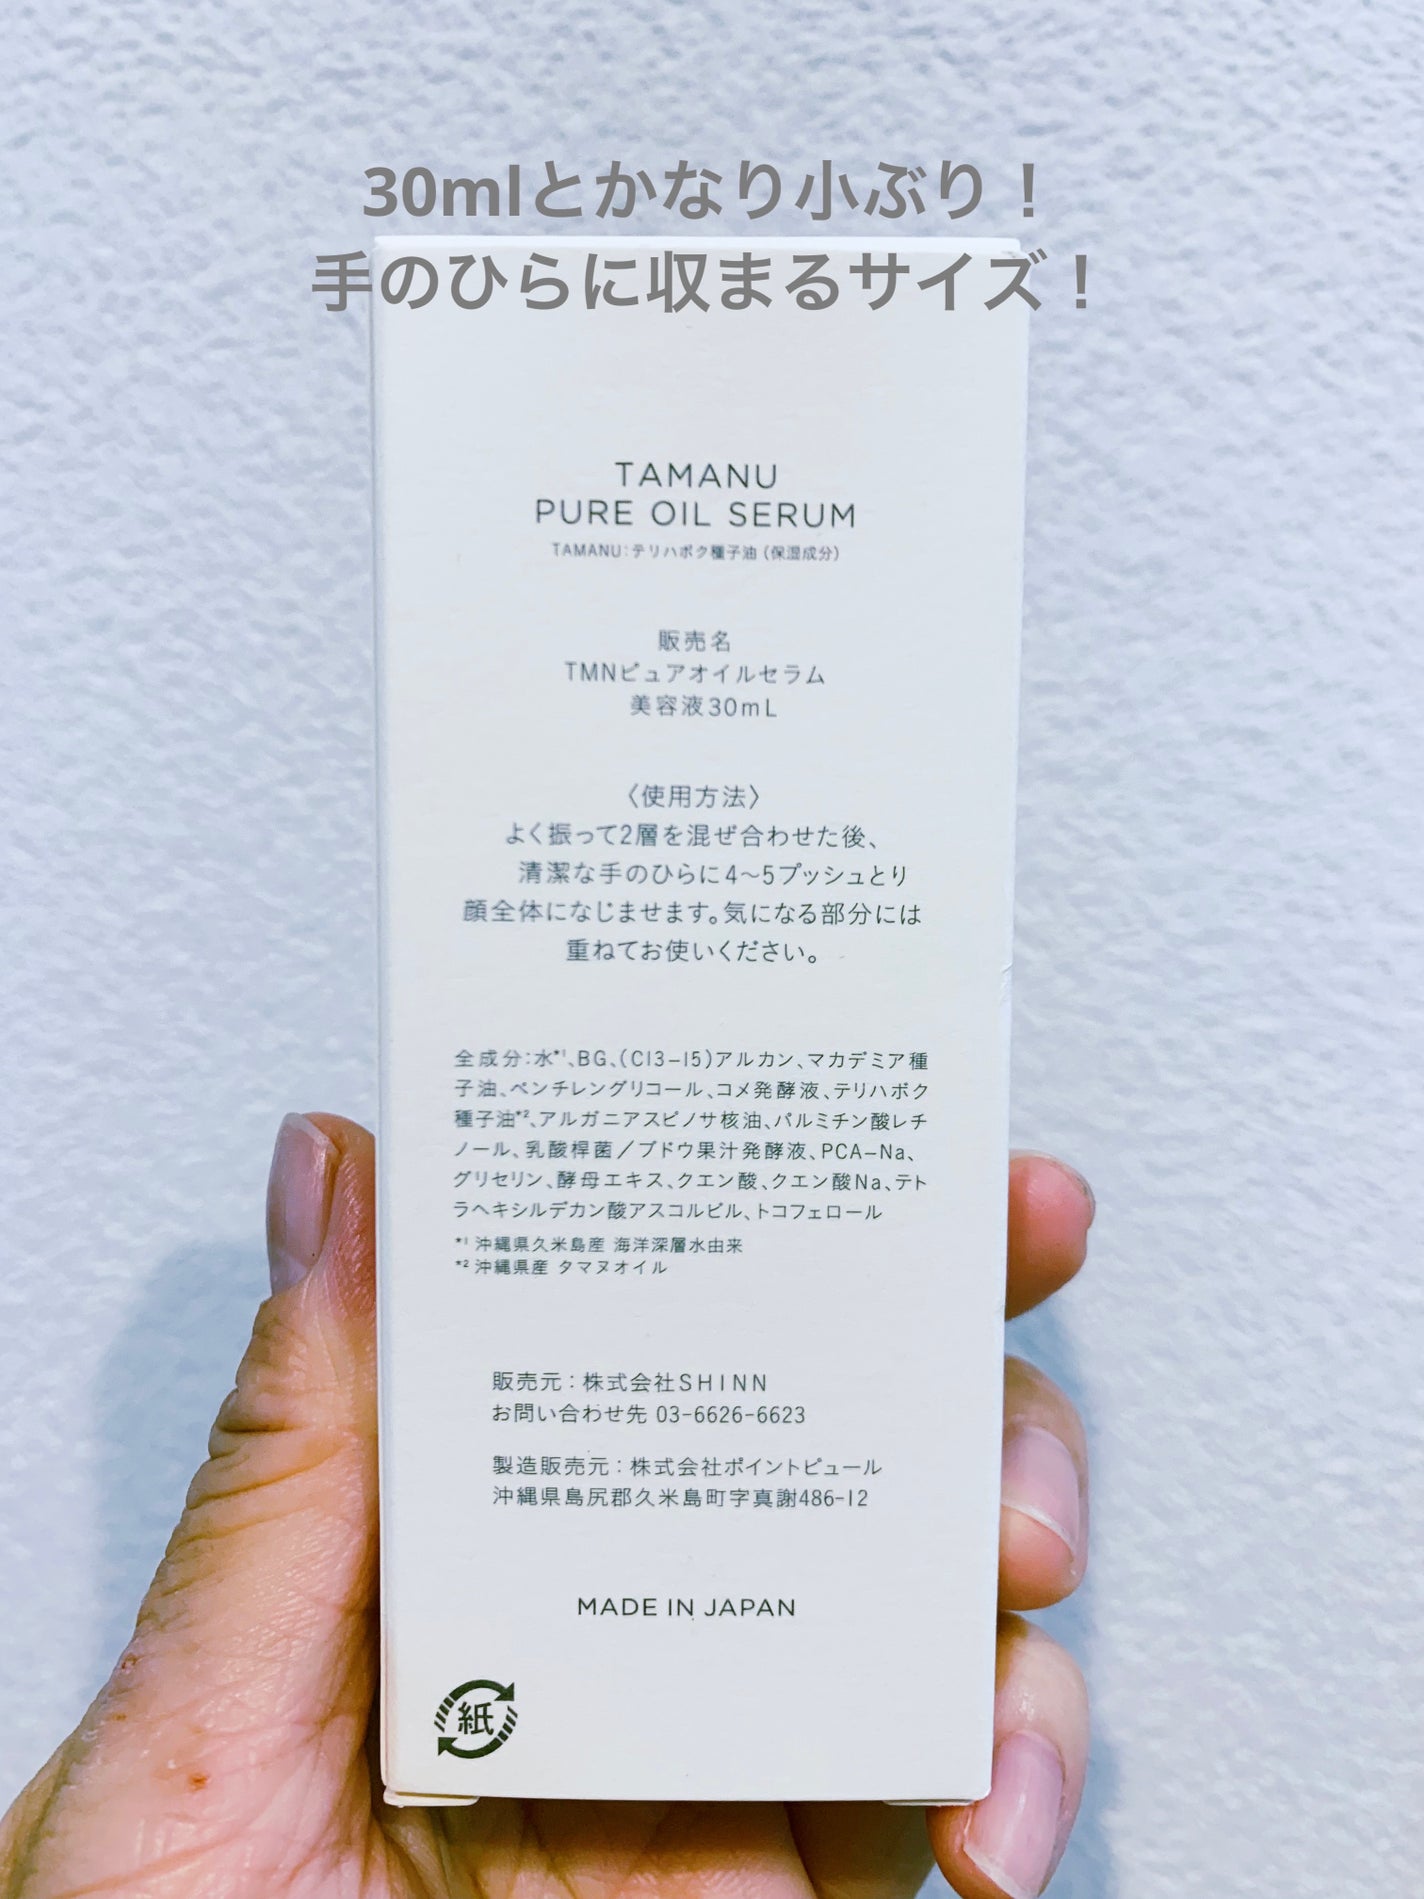 30mlとかなり小ぶり！
手のひらに収まるサイズ！
TAMANU
PURE OIL SERUM
TAMANU：テリハボク種子油（保湿成分）
販売名
TMNピュアオイルセラム
美容液30mL
〈使用方法〉
よく振って2層を混ぜ合わせた後、
清潔な手のひらに4〜5プッシュとり
顔全体になじませます。気になる部分には
重ねてお使いください。
全成分：水*1、BG、（C13−15）アルカン、マカデミア種
子油、ペンチレングリコール、コメ発酵液、テリハボク
種子油*2、アルガニアスピノサ核油、パルミチン酸レチ
ノール、乳酸桿菌／ブドウ果汁発酵液、PCA−Na、
グリセリン、酵母エキス、クエン酸、クエン酸Na、テト
ラヘキシルデカン酸アスコルビル、トコフェロール
*1 沖縄県久米島産 海洋深層水由来
*2 沖縄県産 タマヌオイル
販売元：株式会社SHINN
お問い合わせ先 03-6626-6623
製造販売元：株式会社ポイントピュール
沖縄県島尻郡久米島町字真謝486-12
MADE IN JAPAN
紙